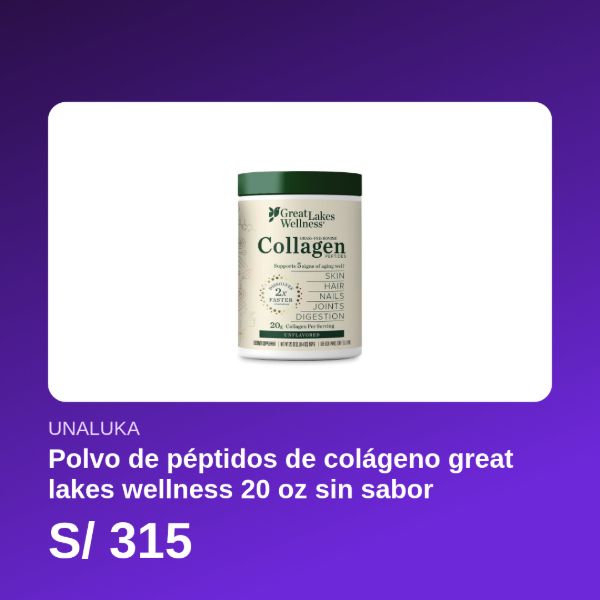 Great Lakes
Wellness
GRASS-FED BOVINE
Collagen
PEPTIDES
Supports 5 signs of aging well
SKIN
HAIR
NAILS
JOINTS
DIGESTION
DISSOLVES
2x
FASTER
20g Collagen Per Serving
UNFLAVORED
UNALUKA
Polvo de péptidos de colágeno great
lakes wellness 20 oz sin sabor
S/ 315